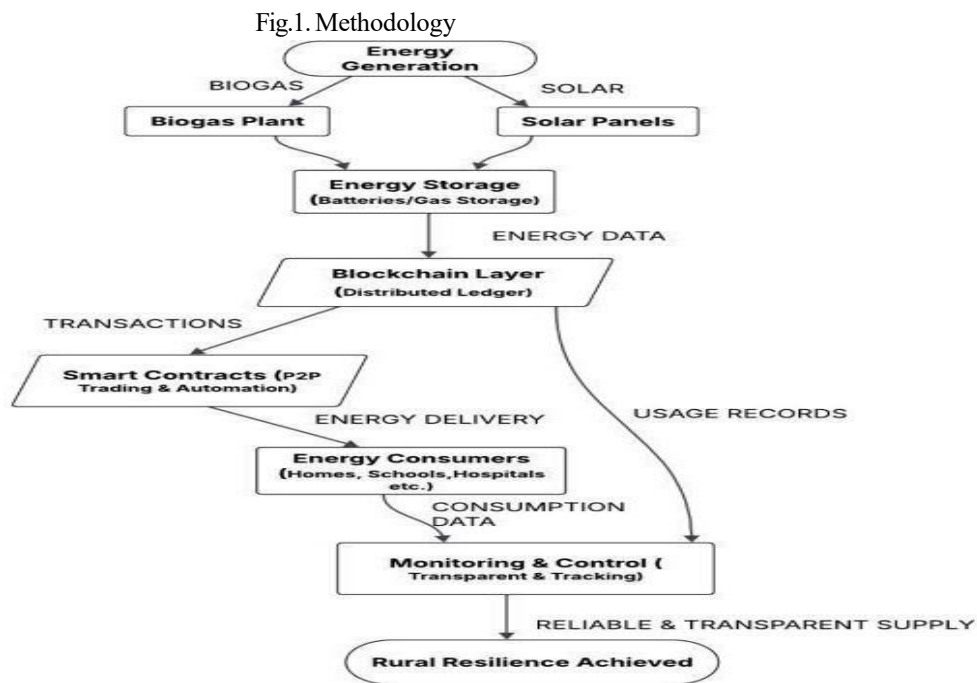 Fig.1. Methodology
Energy
Generation
BIOGAS
SOLAR
Biogas Plant
Solar Panels
Energy Storage
(Batteries/Gas Storage)
ENERGY DATA
Blockchain Layer
(Distributed Ledger)
TRANSACTIONS
Smart Contracts (P2P
Trading & Automation)
USAGE RECORDS
ENERGY DELIVERY
Energy Consumers
(Homes, Schools,Hospitals
etc.)
CONSUMPTION
DATA
Monitoring & Control (
Transparent & Tracking)
RELIABLE & TRANSPARENT SUPPLY
Rural Resilience Achieved